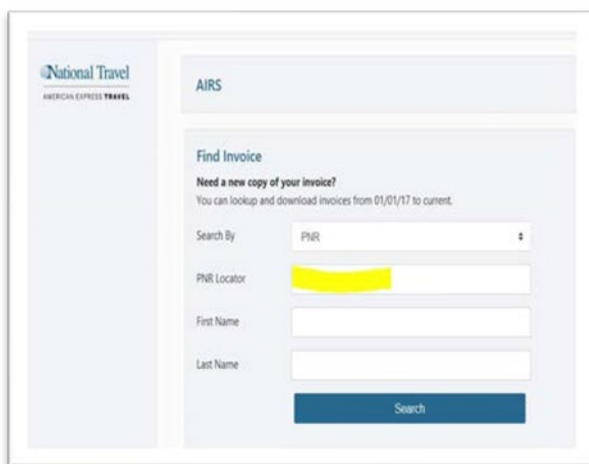 National Travel
AMERICAN EXPRESS TRAVEL
AIRS
Find Invoice
Need a new copy of your invoice?
You can lookup and download invoices from 01/01/17 to current.
Search By PNR
PNR Locator
First Name
Last Name
Search